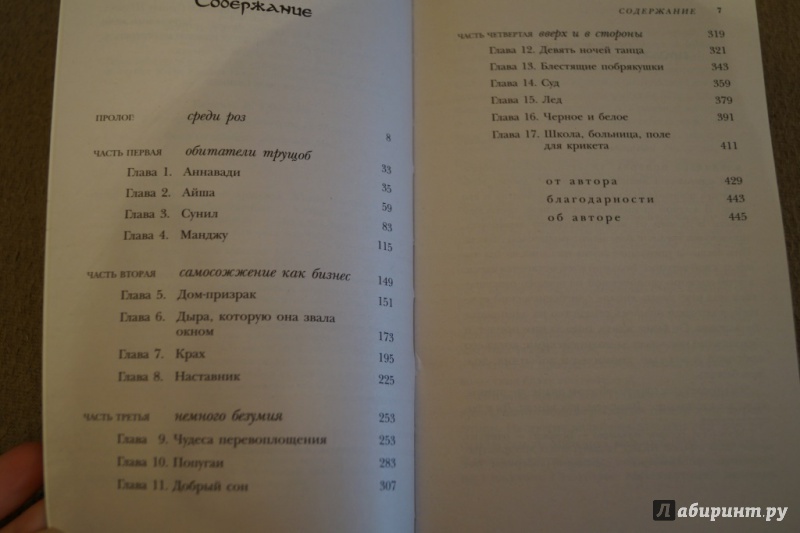 Содержание
ПРОЛОГ среди роз 8
ЧАСТЬ ПЕРВАЯ обитатели трущоб 33
Глава 1. Аннавади 35
Глава 2. Айша 59
Глава 3. Сунил 83
Глава 4. Манджу 115
ЧАСТЬ ВТОРАЯ самосожжение как бизнес 149
Глава 5. Дом-призрак 151
Глава 6. Дыра, которую она звала
окном 173
Глава 7. Крах 195
Глава 8. Наставник 225
ЧАСТЬ ТРЕТЬЯ немного безумия 253
Глава 9. Чудеса перевоплощения 253
Глава 10. Попугаи 283
Глава 11. Добрый сон 307
СОДЕРЖАНИЕ 7
ЧАСТЬ ЧЕТВЕРТАЯ вверх и в стороны 319
Глава 12. Девять ночей танца 321
Глава 13. Блестящие побрякушки 343
Глава 14. Суд 359
Глава 15. Лед 379
Глава 16. Черное и белое 391
Глава 17. Школа, больница, поле
для крикета 411
от автора 429
благодарности 443
об авторе 445
Лабиринт.ру